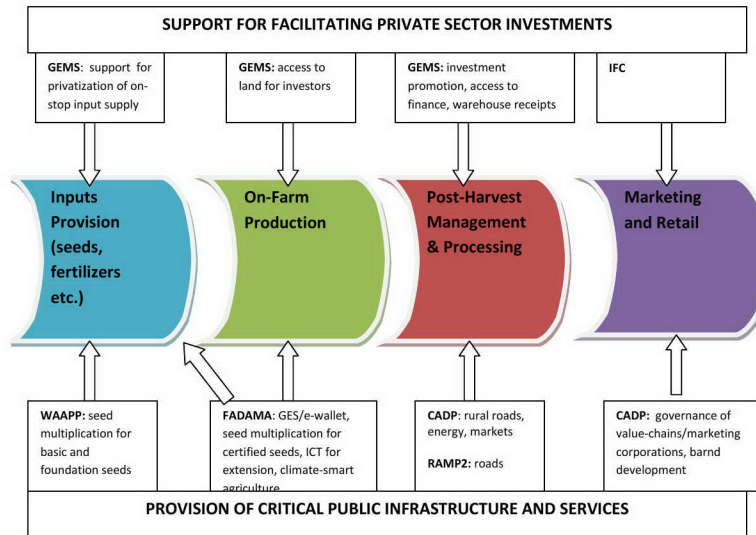 SUPPORT FOR FACILITATING PRIVATE SECTOR INVESTMENTS
GEMS: support for
privatization of on-
stop input supply
GEMS: access to
land for investors
GEMS: investment
promotion, access to
finance, warehouse receipts
IFC
Inputs
Provision
(seeds,
fertilizers
etc.)
On-Farm
Production
Post-Harvest
Management
& Processing
Marketing
and Retail
WAAPP: seed
multiplication for
basic and
foundation seeds
FADAMA: GES/e-wallet,
seed multiplication for
certified seeds, ICT for
extension, climate-smart
agriculture
CADP: rural roads,
energy, markets
RAMP2: roads
CADP: governance of
value-chains/marketing
corporations, barnd
development
PROVISION OF CRITICAL PUBLIC INFRASTRUCTURE AND SERVICES